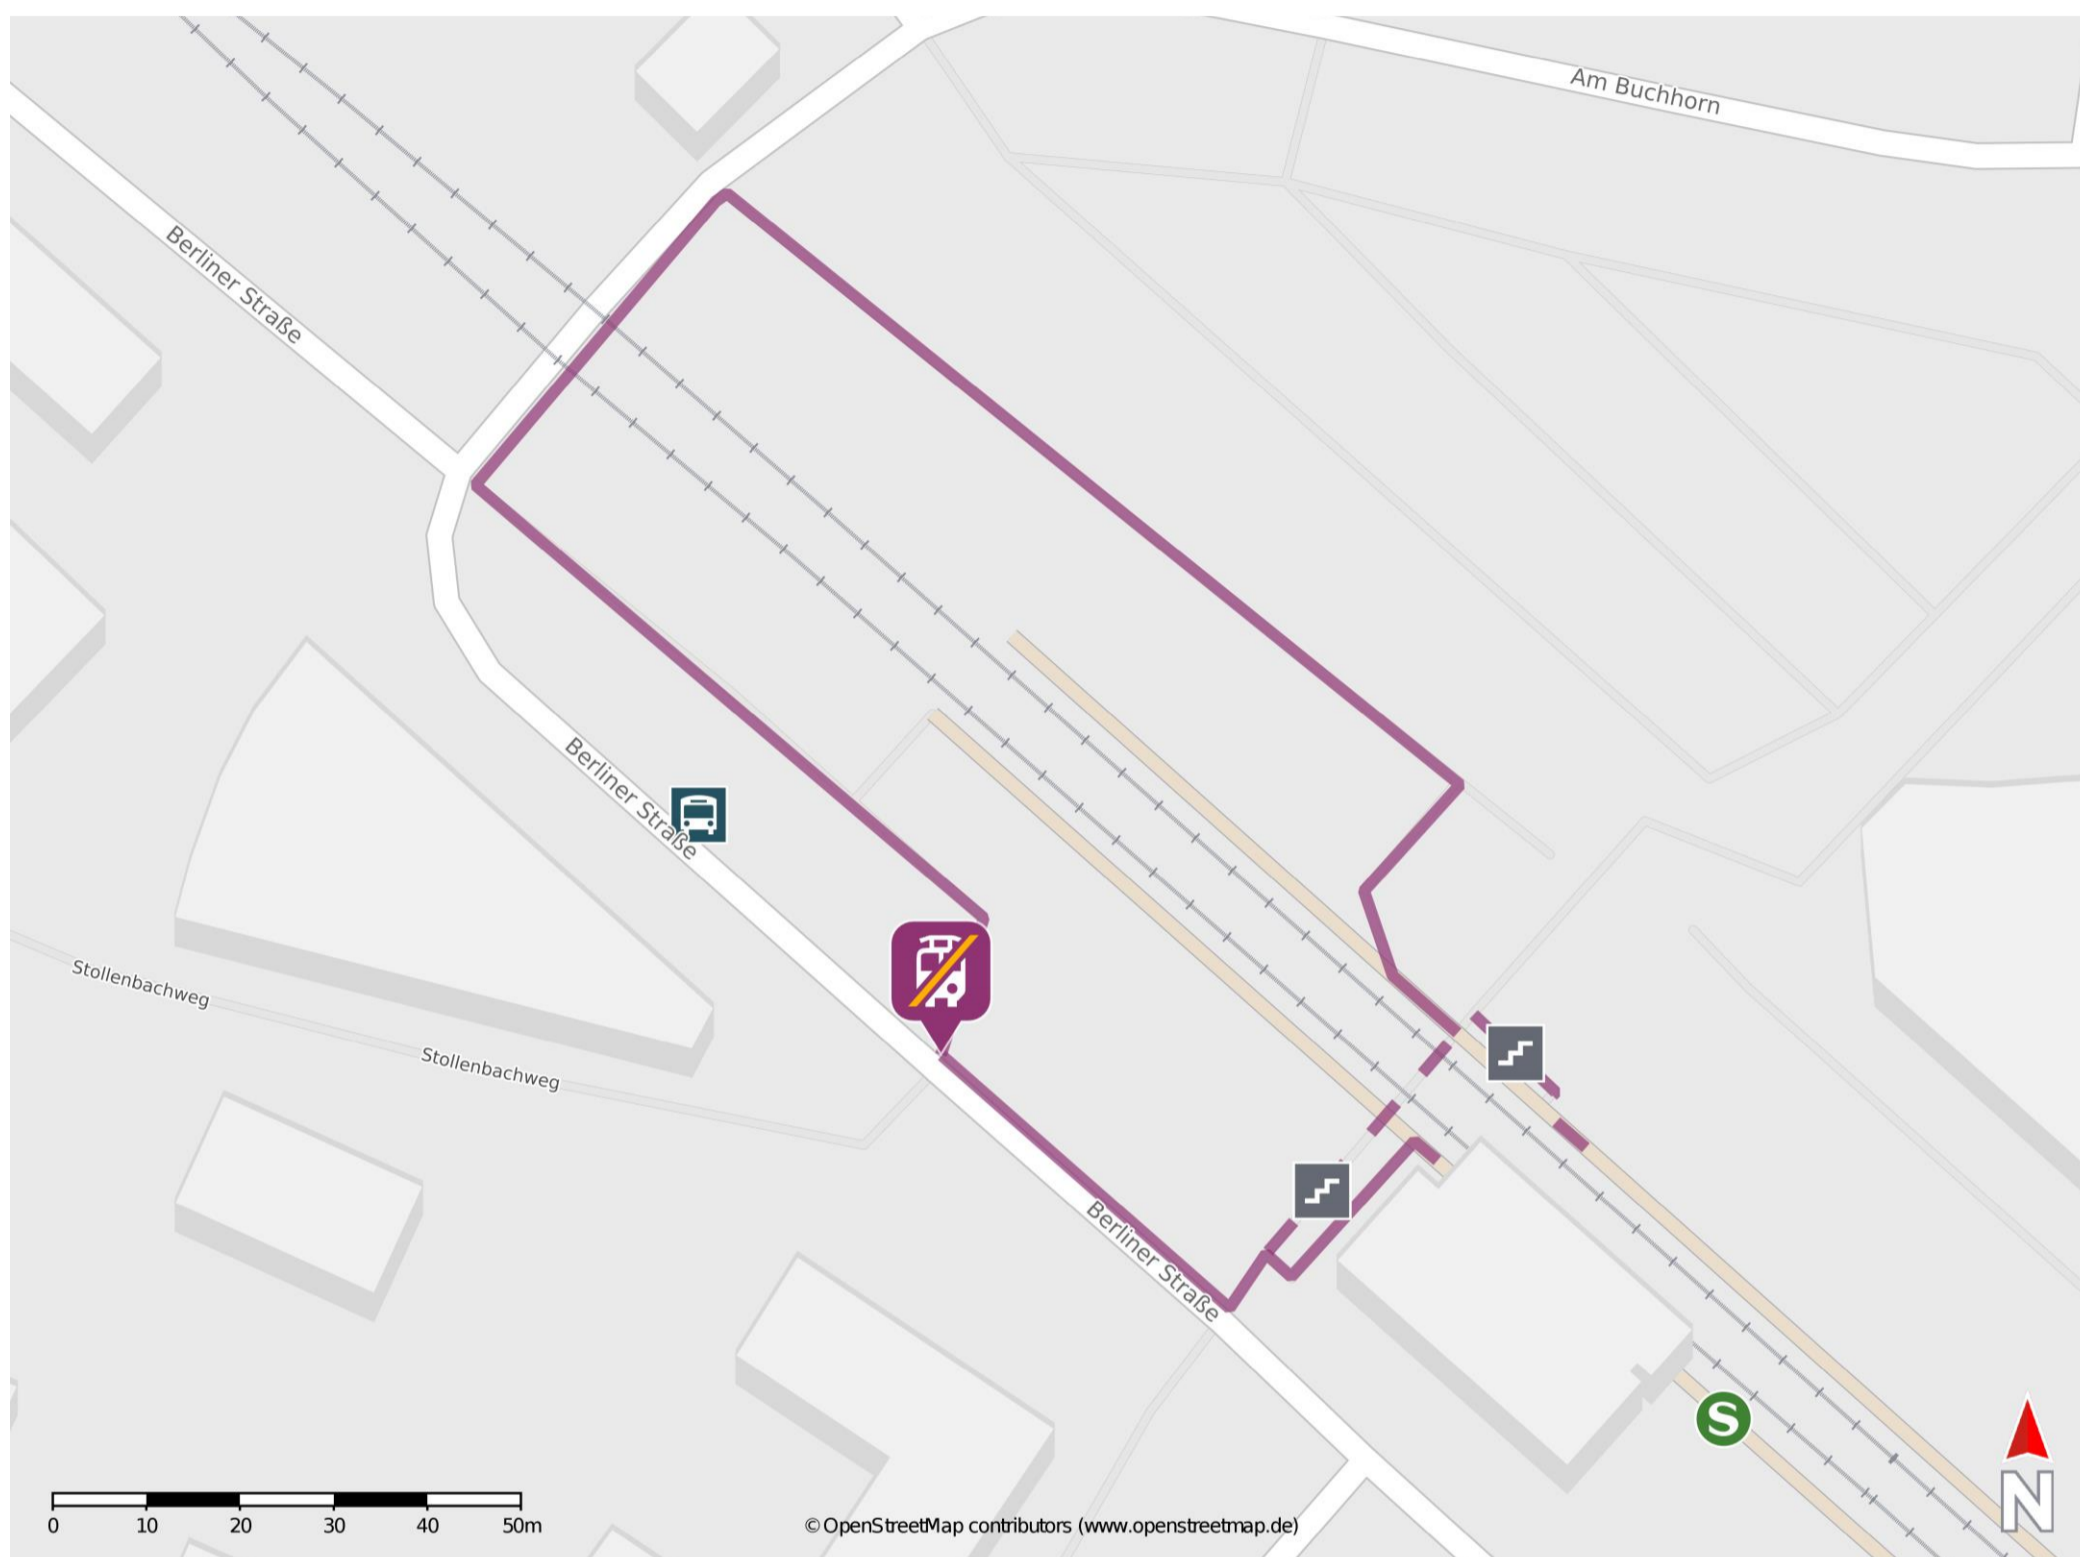 Am Buchhorn
Berliner Straße
Berliner Straße
Stollenbachweg
Stollenbachweg
Berliner Straße
S
N
0 10 20 30 40 50m
© OpenStreetMap contributors (www.openstreetmap.de)